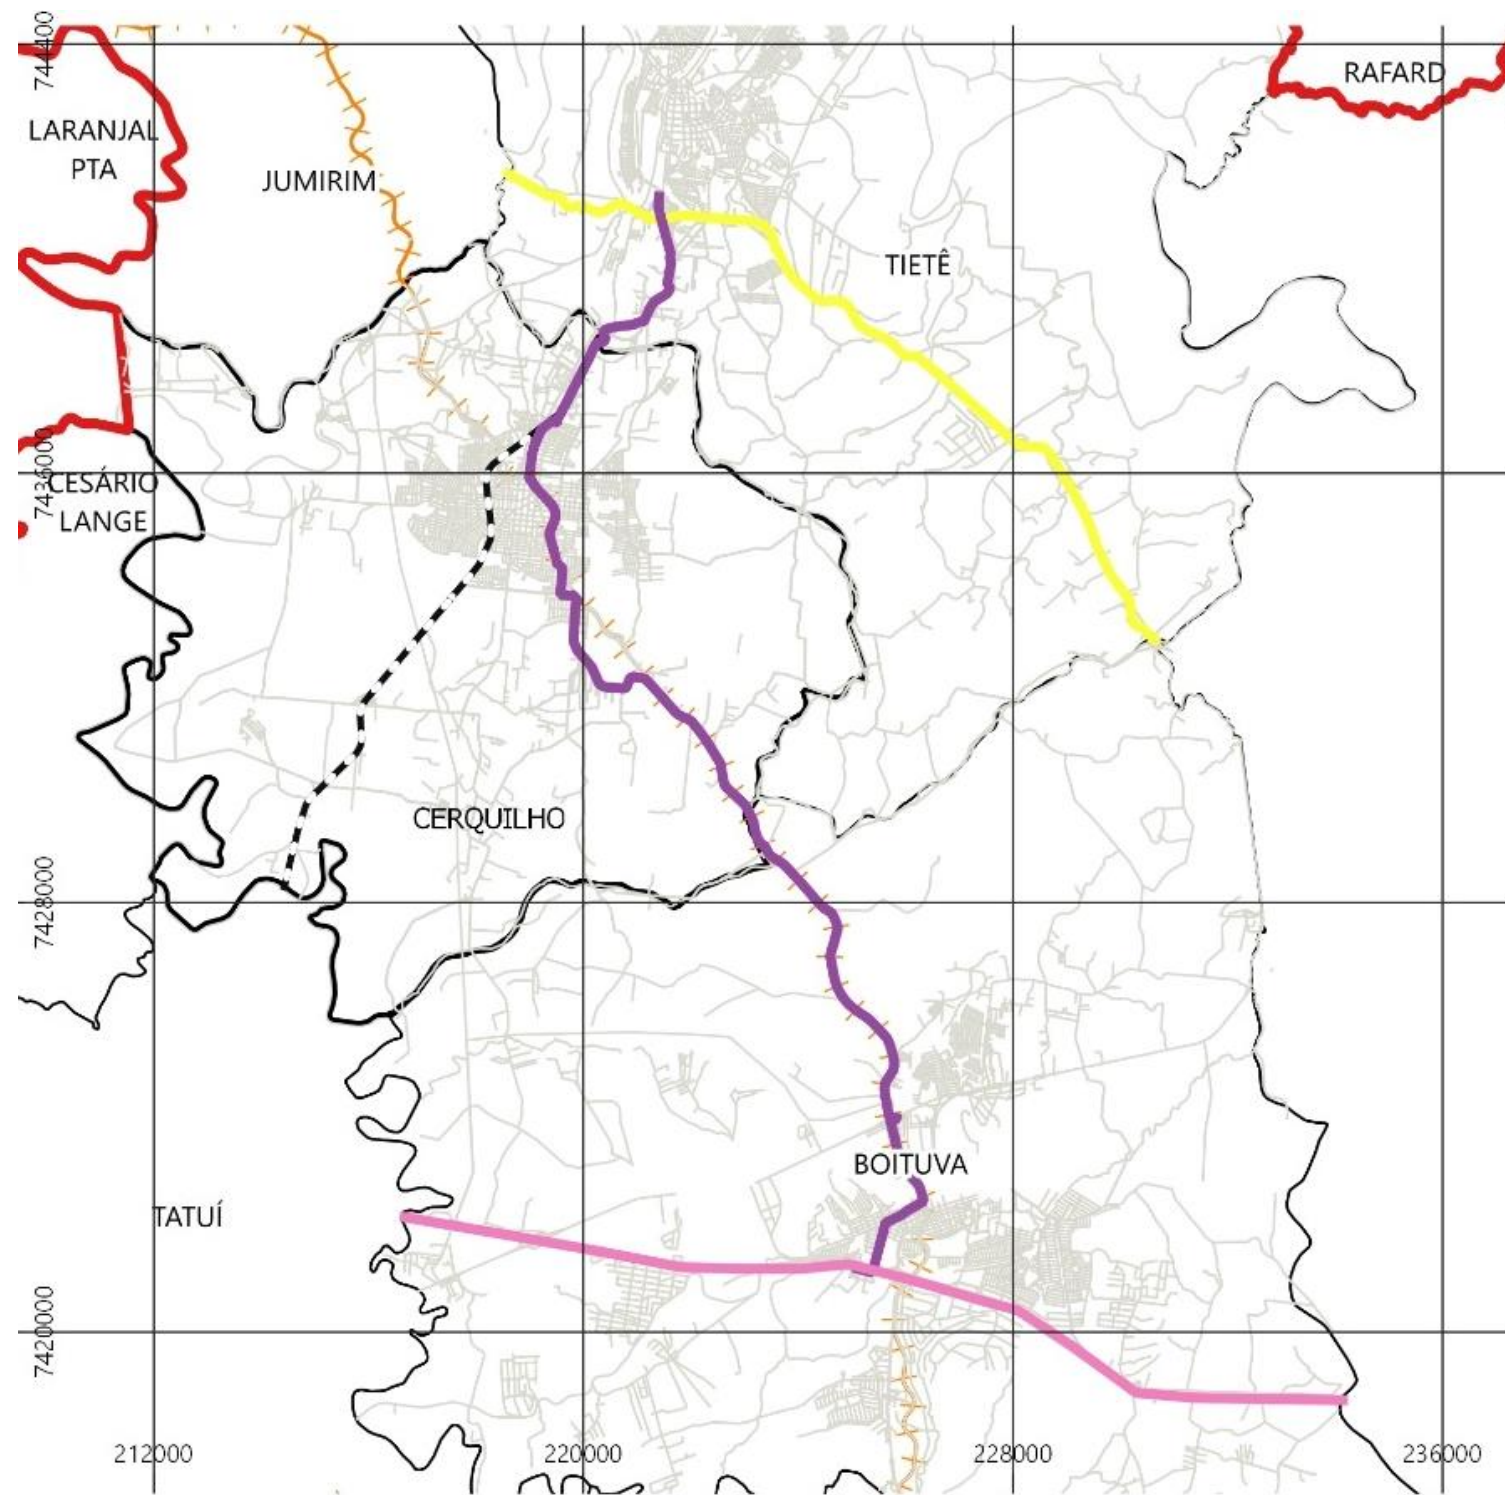 7444000
RAFARD
LARANJAL
PTA
JUMIRIM
TIETÊ
7436000
CESÁRIO
LANGE
CERQUILHO
7428000
BOITUVA
TATUÍ
7420000
212000
220000
228000
236000